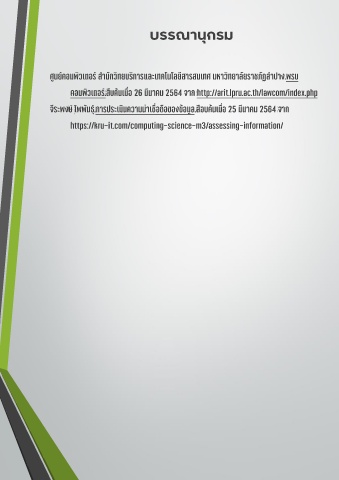 บรรณานุกรม
ศูนย์คอมพิวเตอร์ สำนักวิทยบริการและเทคโนโลยีสารสนเทศ มหาวิทยาลัยราชภัฏลำปาง.พรบ
คอมพิวเตอร์.สืบค้นเมื่อ 26 มีนาคม 2564 จาก http://arit.lpru.ac.th/lawcom/index.php
จีระพงษ์ โพพันธุ์.การประเมินความน่าเชื่อถือของข้อมูล.สืบค้นเมื่อ 25 มีนาคม 2564 จาก
https://kru-it.com/computing-science-m3/assessing-information/